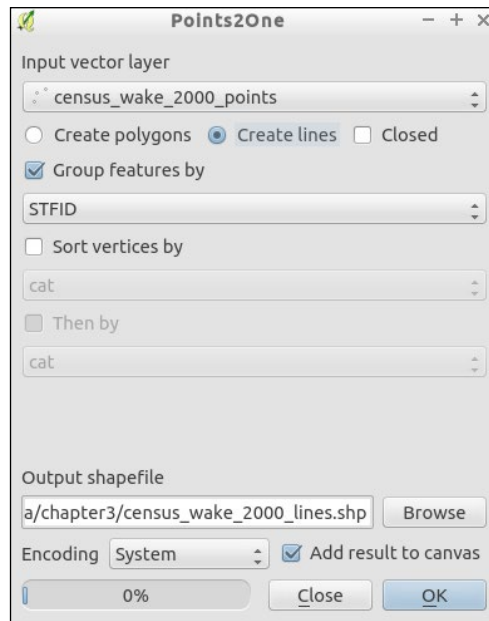 Points2One
Input vector layer
census_wake_2000_points
Create polygons Create lines Closed
Group features by
STFID
Sort vertices by
cat
Then by
cat
Output shapefile
a/chapter3/census_wake_2000_lines.shp Browse
Encoding System Add result to canvas
0% Close OK